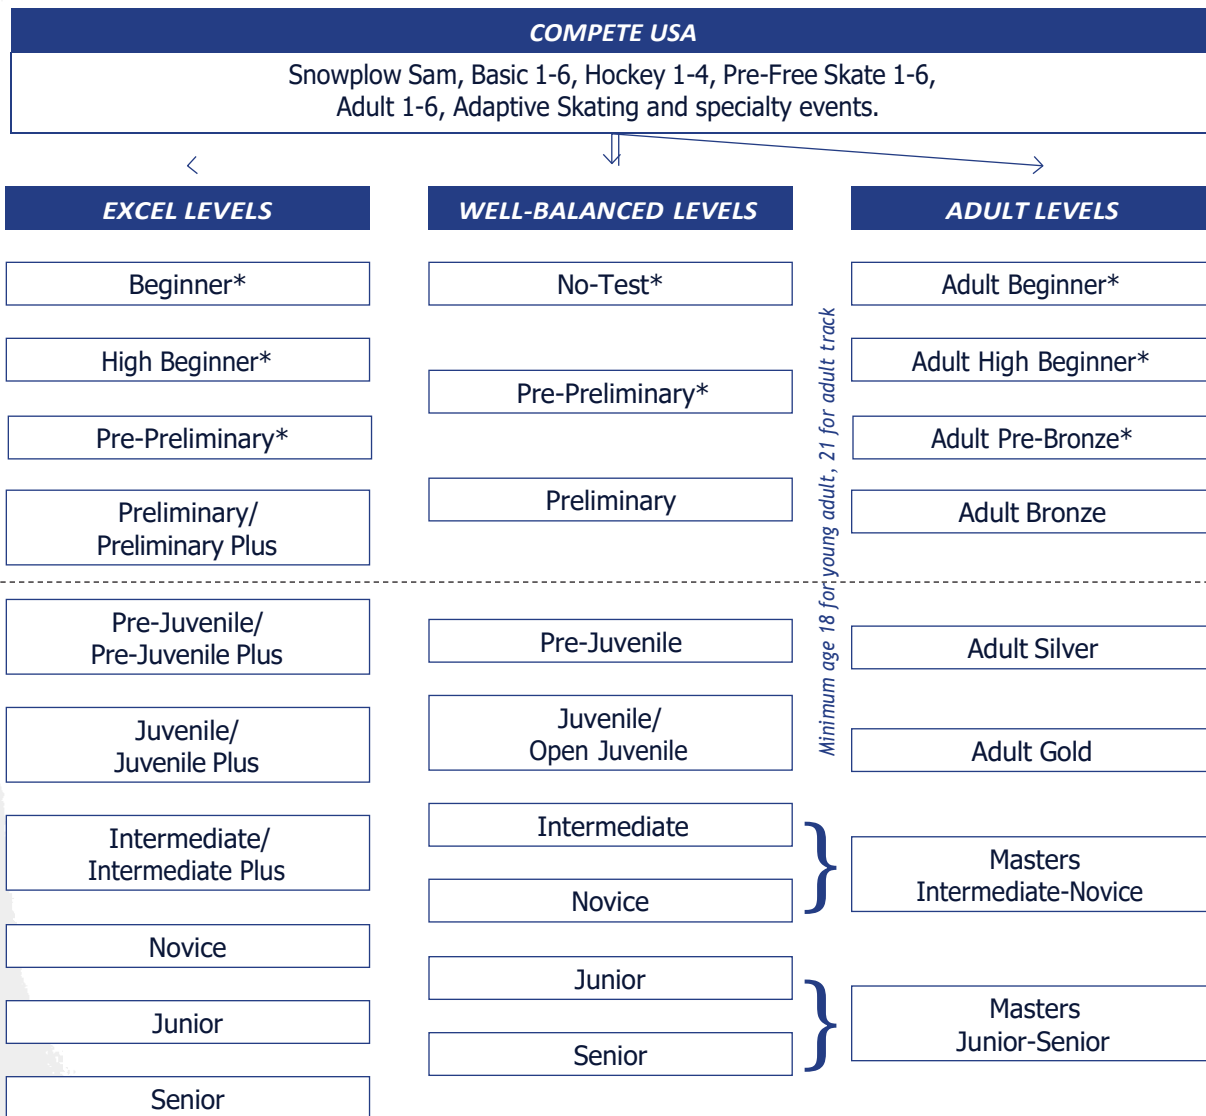 COMPETE USA
Snowplow Sam, Basic 1-6, Hockey 1-4, Pre-Free Skate 1-6,
Adult 1-6, Adaptive Skating and specialty events.
EXCEL LEVELS
Beginner*
High Beginner*
Pre-Preliminary*
Preliminary/
Preliminary Plus
Pre-Juvenile/
Pre-Juvenile Plus
Juvenile/
Juvenile Plus
Intermediate/
Intermediate Plus
Novice
Junior
Senior
WELL-BALANCED LEVELS
No-Test*
Pre-Preliminary*
Preliminary
Pre-Juvenile
Juvenile/
Open Juvenile
Intermediate
Novice
Junior
Senior
Minimum age 18 for young adult, 21 for adult track
ADULT LEVELS
Adult Beginner*
Adult High Beginner*
Adult Pre-Bronze*
Adult Bronze
Adult Silver
Adult Gold
Masters
Intermediate-Novice
Masters
Junior-Senior